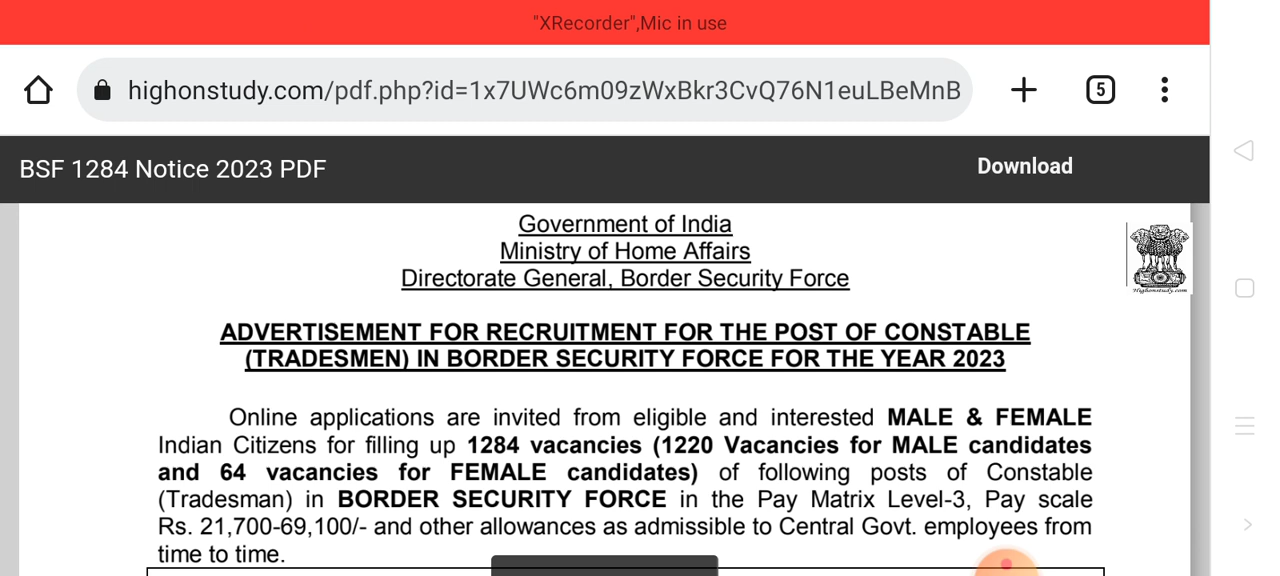 "XRecorder",Mic in use
highonstudy.com/pdf.php?id=1x7UWc6m09zWxBkr3CvQ76N1euLBeMnB
5
BSF 1284 Notice 2023 PDF
Download
Government of India
Ministry of Home Affairs
Directorate General, Border Security Force
Highonstudy.com
ADVERTISEMENT FOR RECRUITMENT FOR THE POST OF CONSTABLE
(TRADESMEN) IN BORDER SECURITY FORCE FOR THE YEAR 2023
Online applications are invited from eligible and interested MALE & FEMALE
Indian Citizens for filling up 1284 vacancies (1220 Vacancies for MALE candidates
and 64 vacancies for FEMALE candidates) of following posts of Constable
(Tradesman) in BORDER SECURITY FORCE in the Pay Matrix Level-3, Pay scale
Rs. 21,700-69,100/- and other allowances as admissible to Central Govt. employees from
time to time.